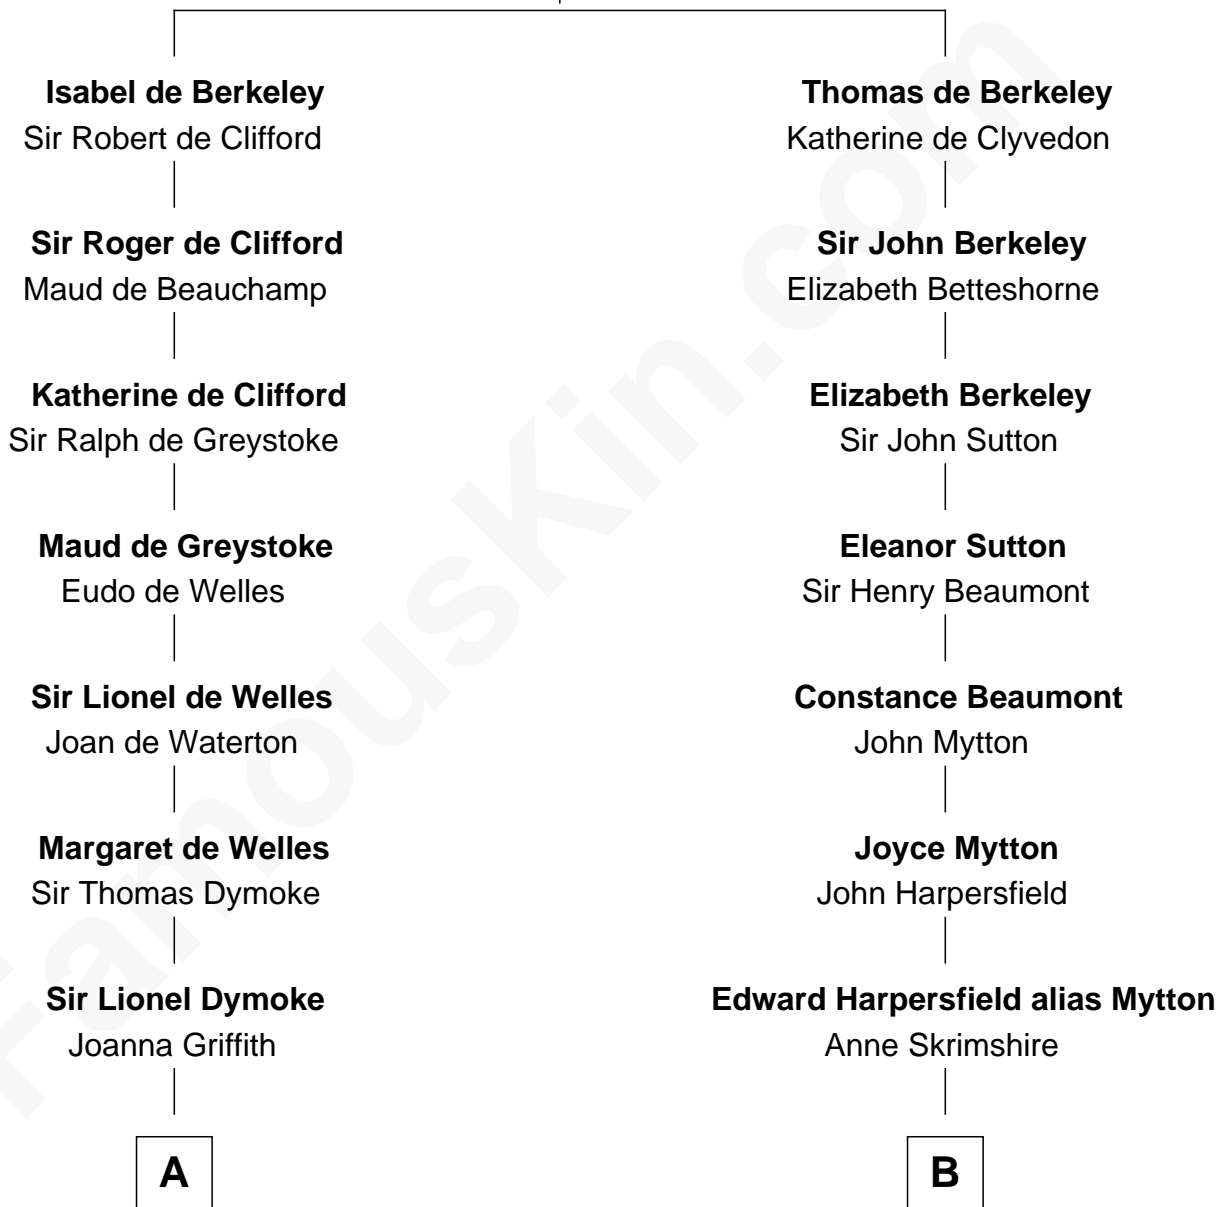 Isabel de Berkeley
Sir Robert de Clifford
Sir Roger de Clifford
Maud de Beauchamp
Katherine de Clifford
Sir Ralph de Greystoke
Maud de Greystoke
Eudo de Welles
Sir Lionel de Welles
Joan de Waterton
Margaret de Welles
Sir Thomas Dymoke
Sir Lionel Dymoke
Joanna Griffith
A
Thomas de Berkeley
Katherine de Clyvedon
Sir John Berkeley
Elizabeth Betteshorne
Elizabeth Berkeley
Sir John Sutton
Eleanor Sutton
Sir Henry Beaumont
Constance Beaumont
John Mytton
Joyce Mytton
John Harpersfield
Edward Harpersfield alias Mytton
Anne Skrimshire
B
FamousKin.com